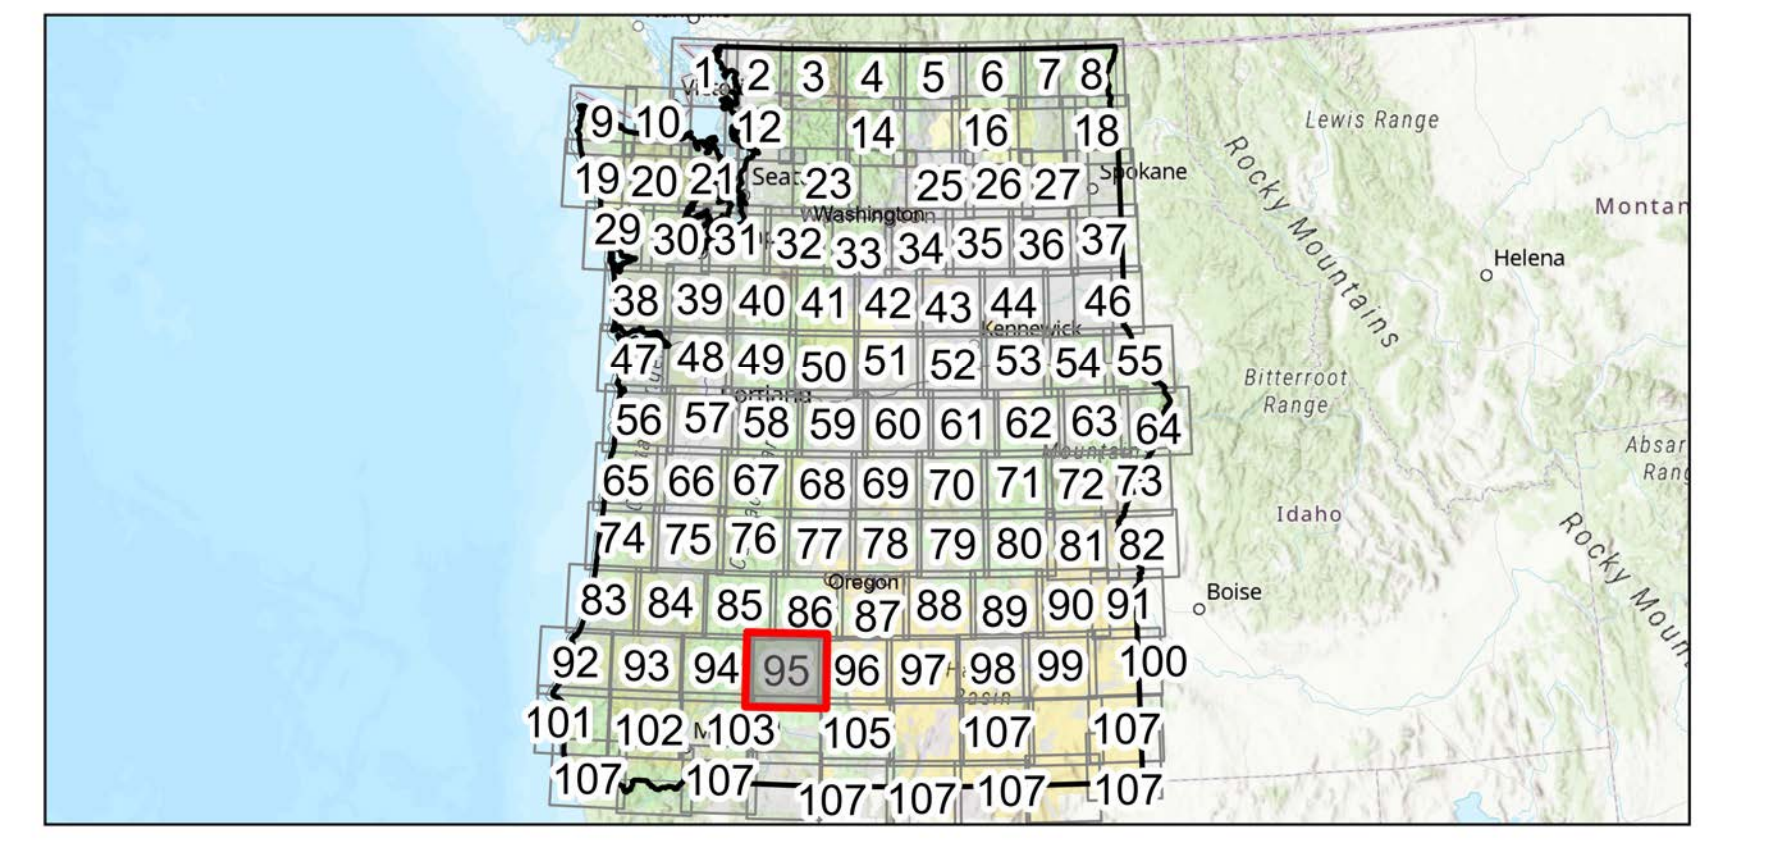 1 2 3 4 5 6 7 8
9 10 12 14 16 18
Lewis Range
19 20 21 23 25 26 27
Spokane
Rocky Mountains
Montan
Washington
29 30 31 32 33 34 35 36 37
Helena
38 39 40 41 42 43 44 46
Kennewick
47 48 49 50 51 52 53 54 55
Bitterroot
Range
Portland
56 57 58 59 60 61 62 63 64
Mountain
Absar
Rang
65 66 67 68 69 70 71 72 73
Idaho
Rocky Moun
74 75 76 77 78 79 80 81 82
Oregon
Boise
83 84 85 86 87 88 89 90 91
92 93 94 95 96 97 98 99 100
Basin
101 102 M 103 105 107 107
107 107 107 107 107 107